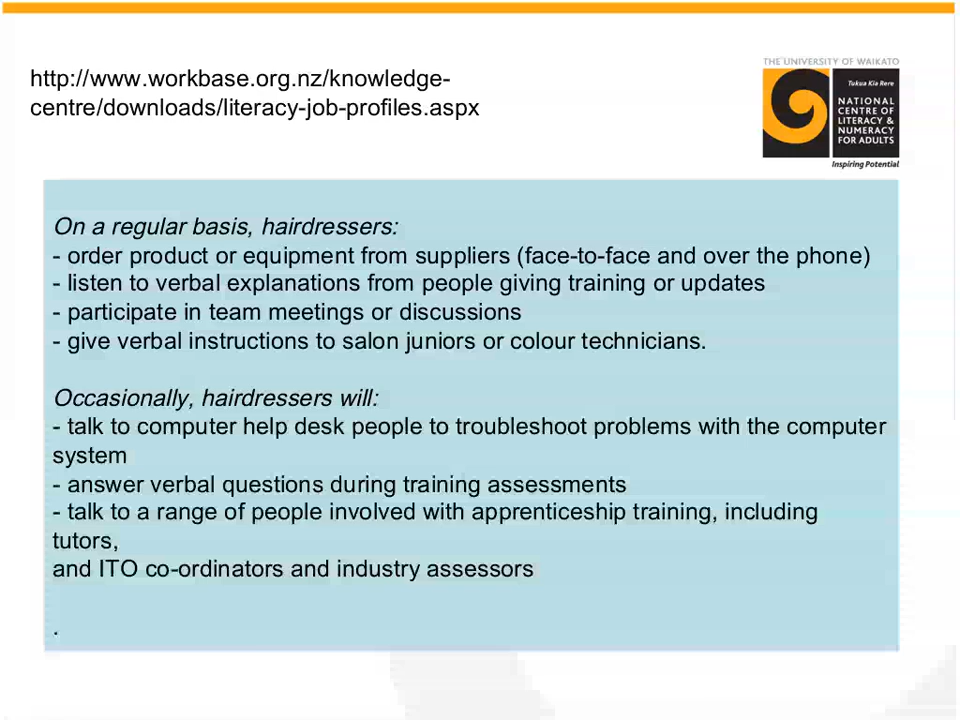 http://www.workbase.org.nz/knowledge-
centre/downloads/literacy-job-profiles.aspx
THE UNIVERSITY OF WAIKATO
Tukua Kia Rere
NATIONAL
CENTRE OF
LITERACY &
NUMERACY
FOR ADULTS
Inspiring Potential
On a regular basis, hairdressers:
- order product or equipment from suppliers (face-to-face and over the phone)
- listen to verbal explanations from people giving training or updates
- participate in team meetings or discussions
- give verbal instructions to salon juniors or colour technicians.
Occasionally, hairdressers will:
- talk to computer help desk people to troubleshoot problems with the computer
system
- answer verbal questions during training assessments
- talk to a range of people involved with apprenticeship training, including
tutors,
and ITO co-ordinators and industry assessors
.